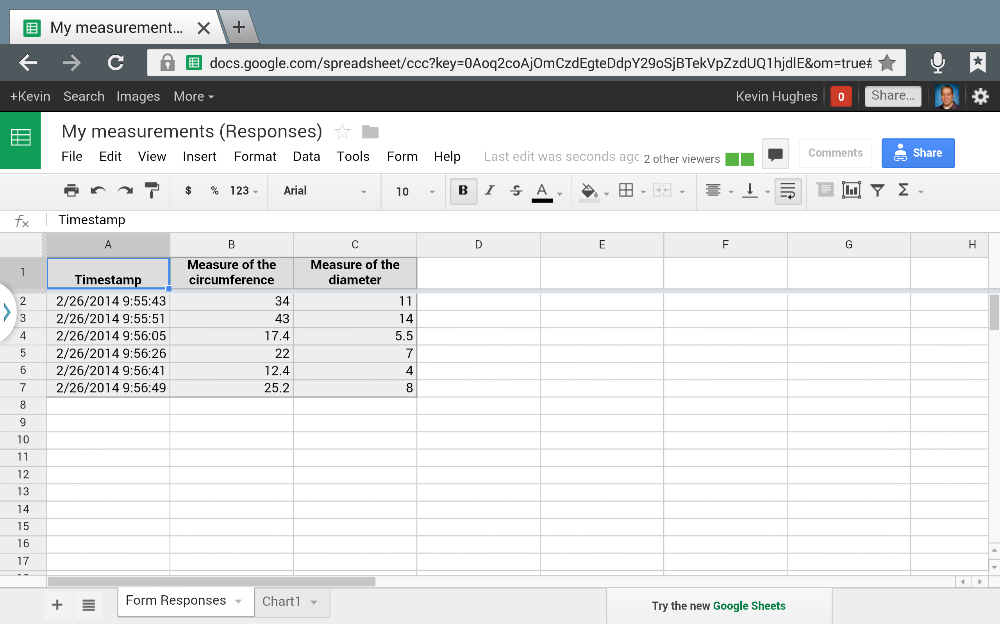 My measurement...
docs.google.com/spreadsheet/ccc?key=0Aoq2coAjOmCzdEgteDdpY29oSjBTekVpZzdUQ1hjdlE&om=true#
+Kevin Search Images More Kevin Hughes 0 Share...
My measurements (Responses)
File Edit View Insert Format Data Tools Form Help Last edit was seconds ago 2 other viewers Comments Share
$ % 123 Arial 10 B I S A Σ
fx Timestamp
A B C D E F G H
1 Timestamp Measure of the circumference Measure of the diameter
2 2/26/2014 9:55:43 34 11
3 2/26/2014 9:55:51 43 14
4 2/26/2014 9:56:05 17.4 5.5
5 2/26/2014 9:56:26 22 7
6 2/26/2014 9:56:41 12.4 4
7 2/26/2014 9:56:49 25.2 8
8
9
10
11
12
13
14
15
16
17
Form Responses Chart1 Try the new Google Sheets